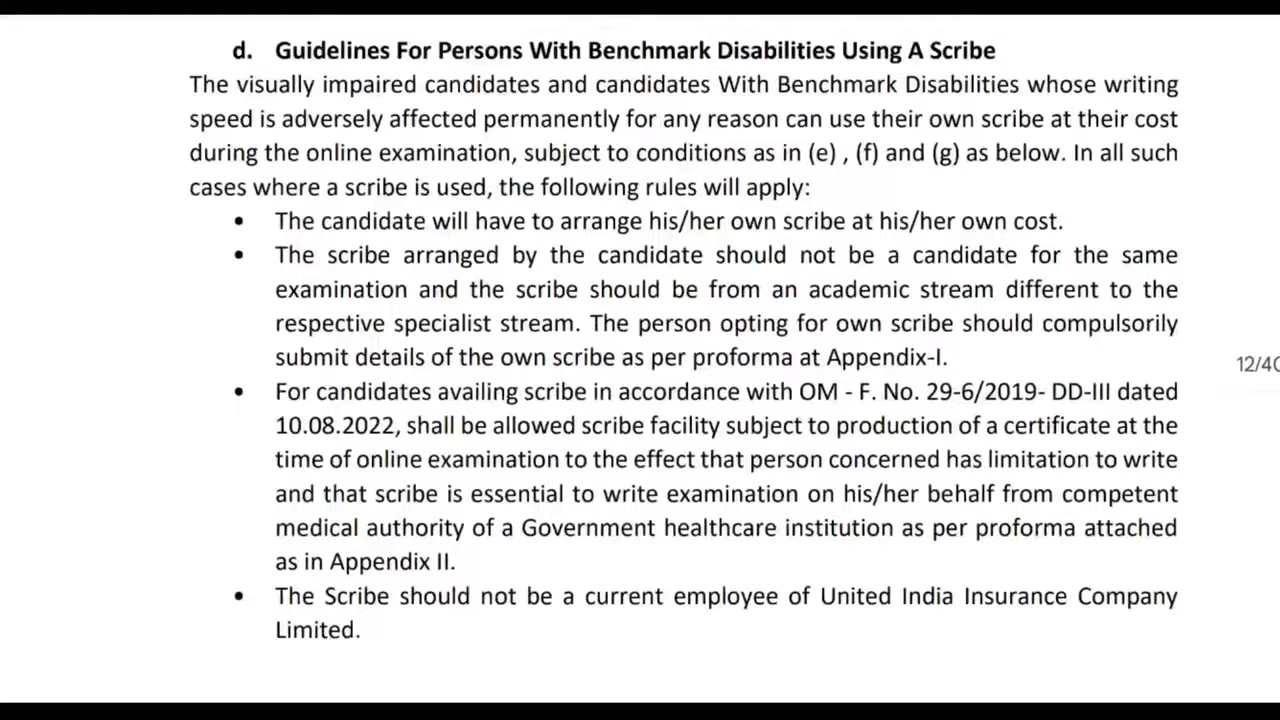 d. Guidelines For Persons With Benchmark Disabilities Using A Scribe
The visually impaired candidates and candidates With Benchmark Disabilities whose writing
speed is adversely affected permanently for any reason can use their own scribe at their cost
during the online examination, subject to conditions as in (e) , (f) and (g) as below. In all such
cases where a scribe is used, the following rules will apply:
• The candidate will have to arrange his/her own scribe at his/her own cost.
• The scribe arranged by the candidate should not be a candidate for the same
examination and the scribe should be from an academic stream different to the
respective specialist stream. The person opting for own scribe should compulsorily
submit details of the own scribe as per proforma at Appendix-I.
12/40
• For candidates availing scribe in accordance with OM - F. No. 29-6/2019- DD-III dated
10.08.2022, shall be allowed scribe facility subject to production of a certificate at the
time of online examination to the effect that person concerned has limitation to write
and that scribe is essential to write examination on his/her behalf from competent
medical authority of a Government healthcare institution as per proforma attached
as in Appendix II.
• The Scribe should not be a current employee of United India Insurance Company
Limited.